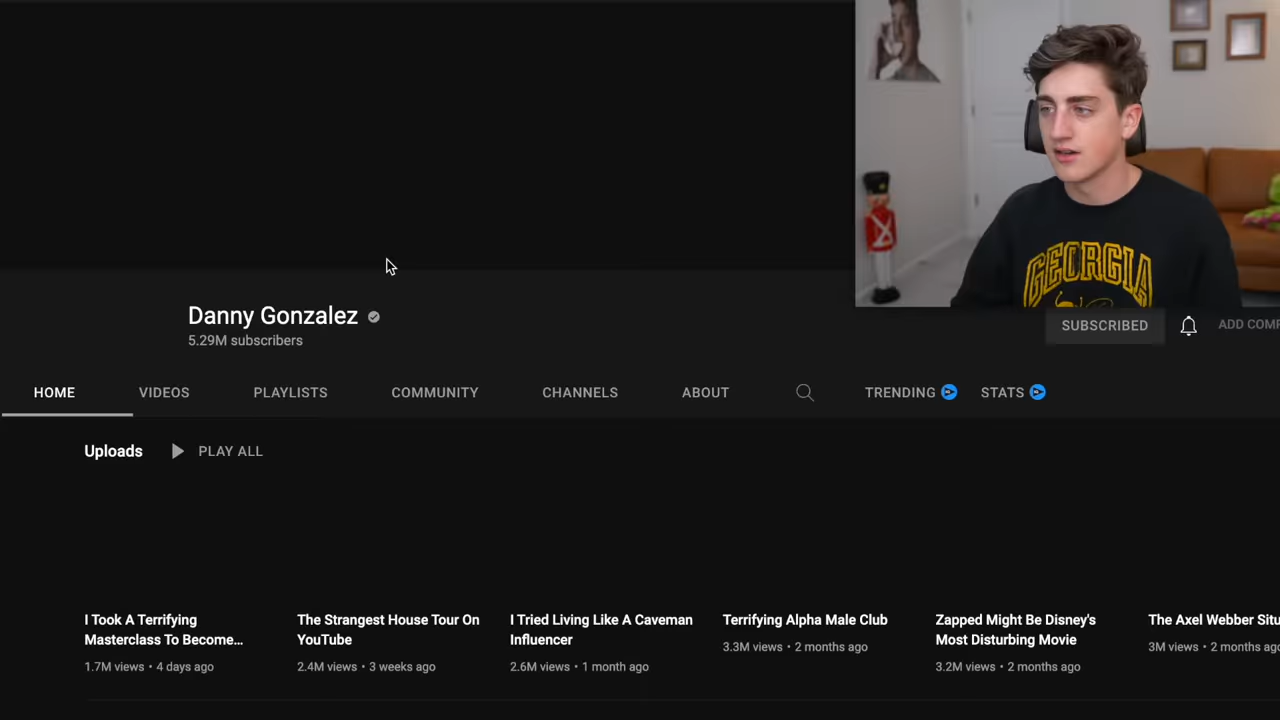 GEORGIA
Danny Gonzalez
5.29M subscribers
SUBSCRIBED
ADD COMP
HOME
VIDEOS
PLAYLISTS
COMMUNITY
CHANNELS
ABOUT
TRENDING
STATS
Uploads
PLAY ALL
I Took A Terrifying
Masterclass To Become...
1.7M views • 4 days ago
The Strangest House Tour On
YouTube
2.4M views • 3 weeks ago
I Tried Living Like A Caveman
Influencer
2.6M views • 1 month ago
Terrifying Alpha Male Club
3.3M views • 2 months ago
Zapped Might Be Disney's
Most Disturbing Movie
3.2M views • 2 months ago
The Axel Webber Situ
3M views • 2 months ago